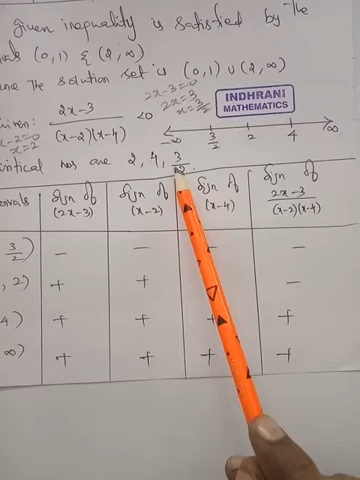 given inequality is satisfied by the
(0,1) & (2,∞)
The solution set is (0,1) ∪ (2,∞)
2x-3=0
2x=3
x=3/2
INDHRANI
MATHEMATICS
(2x-3)/((x-2)(x-4)) <0
x-2=0
x=2
-∞ 3/2 2 4 ∞
nos are 2, 4, 3/2.
Sign of (2x-3) Sign of (x-2) Sign of (x-4) Sign of (2x-3)/((x-2)(x-4))
3/2) - - -
, 2) + + -
4) + + +
∞) + + + +